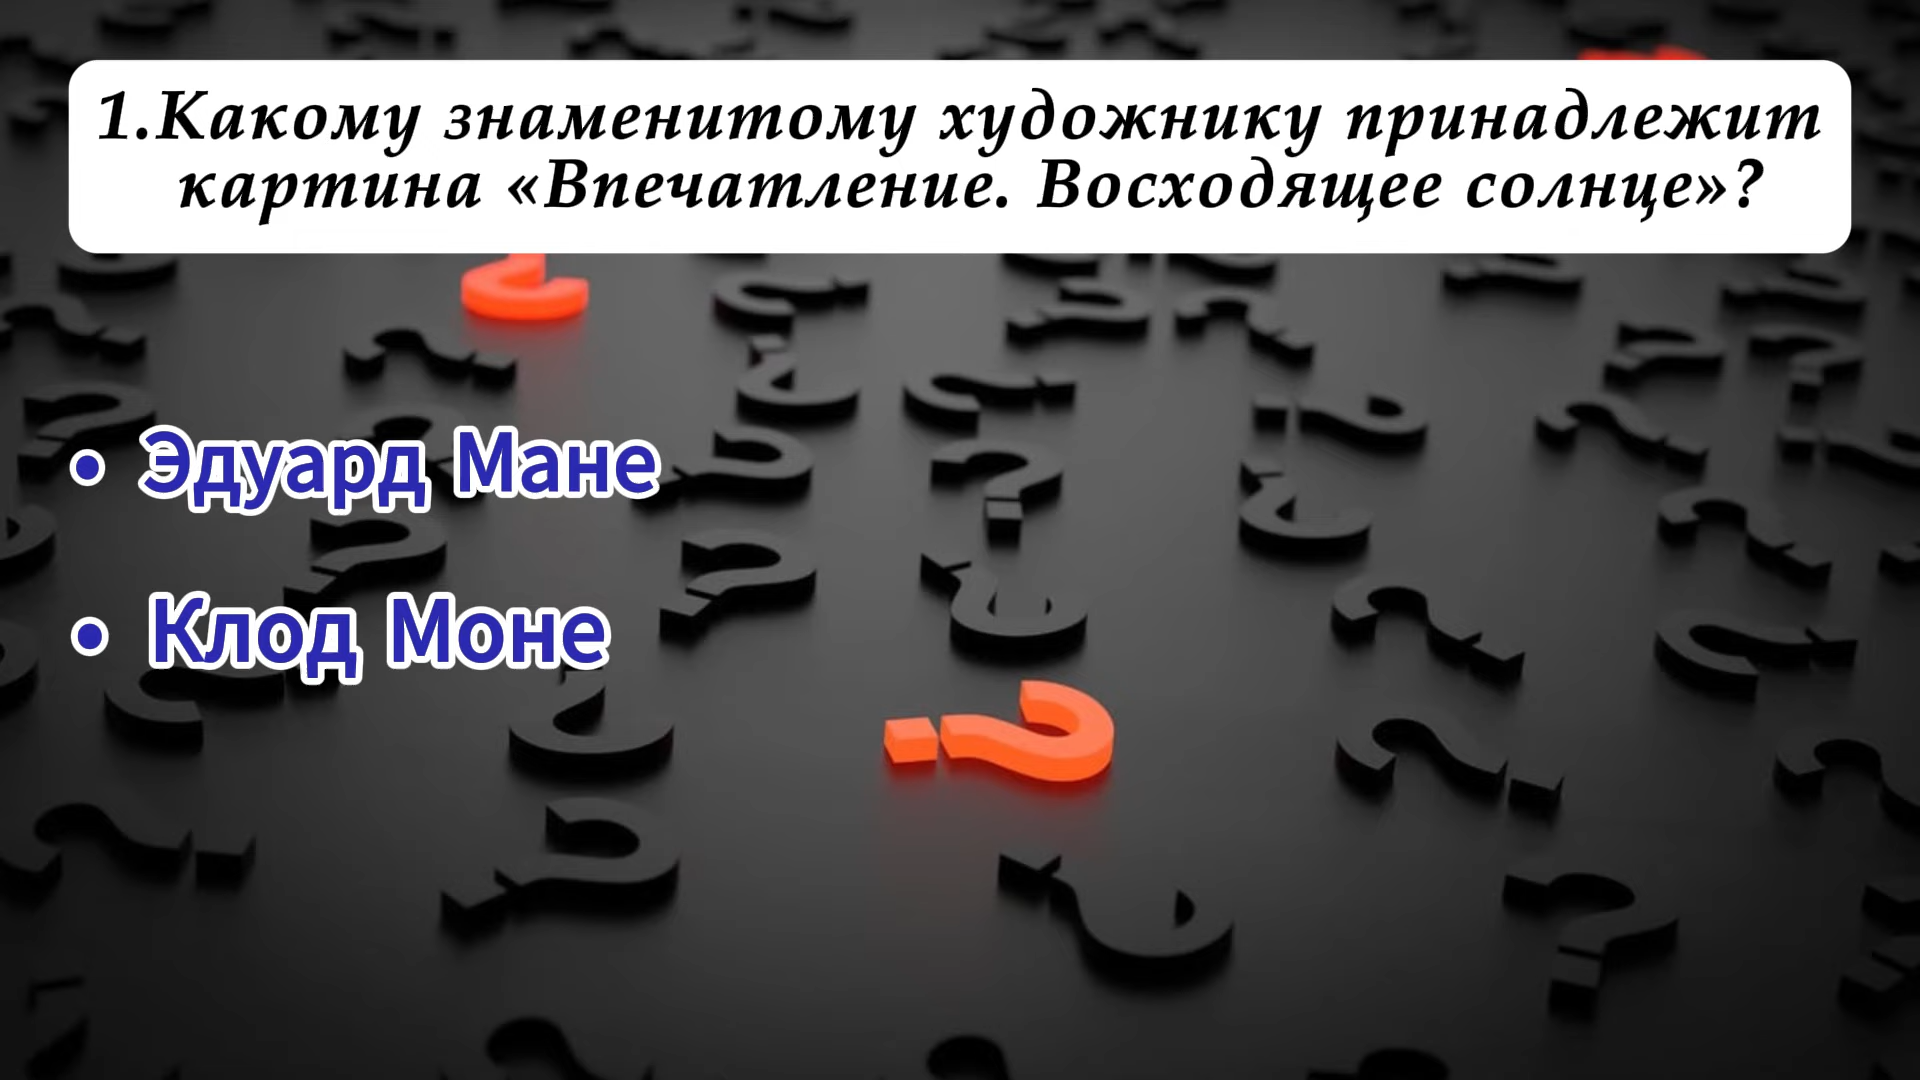 1.Какому знаменитому художнику принадлежит
картина «Впечатление. Восходящее солнце»?
• Эдуард Мане
• Клод Моне